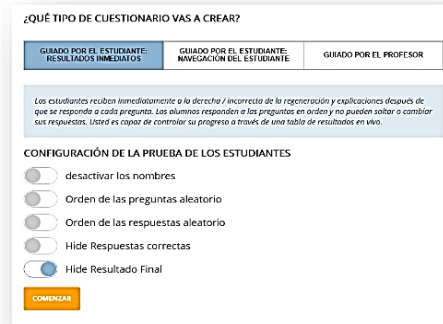 ¿QUÉ TIPO DE CUESTIONARIO VAS A CREAR?
GUIADO POR EL ESTUDIANTE:
RESULTADOS INMEDIATOS
GUIADO POR EL ESTUDIANTE:
NAVEGACIÓN DEL ESTUDIANTE
GUIADO POR EL PROFESOR
Los estudiantes reciben inmediatamente a la derecha / incorrecta de la regeneración y explicaciones después de
que se responda a cada pregunta. Los alumnos responden a las preguntas en orden y no pueden saltar o cambiar
sus respuestas. Usted es capaz de controlar su progreso a través de una tabla de resultados en vivo.
CONFIGURACIÓN DE LA PRUEBA DE LOS ESTUDIANTES
desactivar los nombres
Orden de las preguntas aleatorio
Orden de las respuestas aleatorio
Hide Respuestas correctas
Hide Resultado Final
COMENZAR